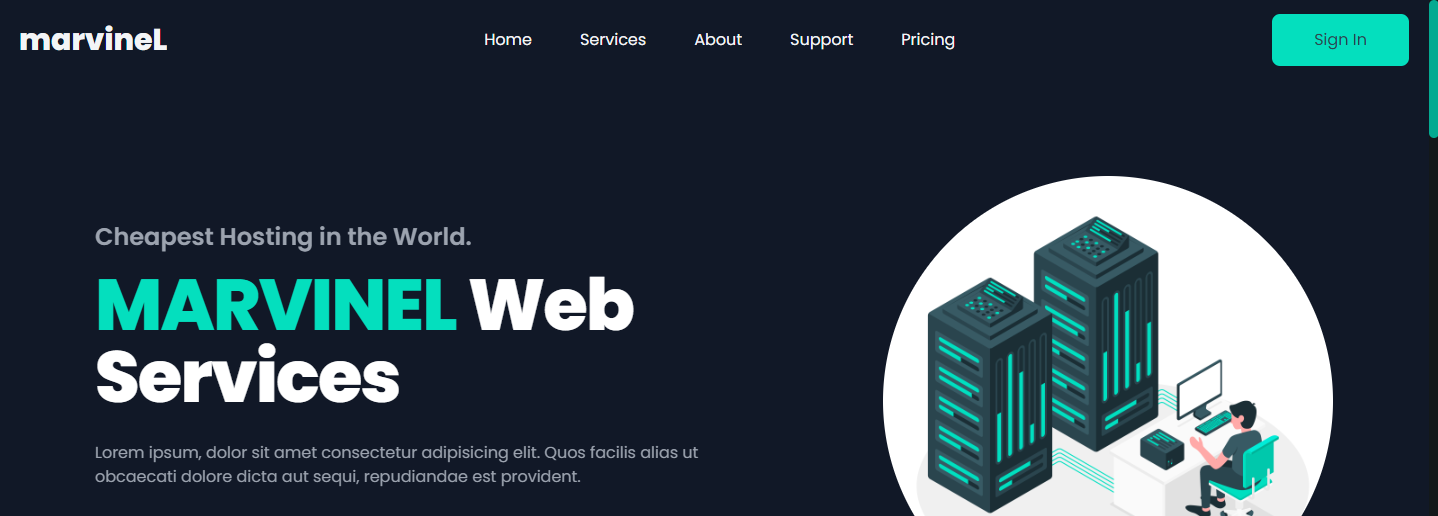 marvineL
Home Services About Support Pricing Sign In
Cheapest Hosting in the World.
MARVINEL Web
Services
Lorem ipsum, dolor sit amet consectetur adipisicing elit. Quos facilis alias ut
obcaecati dolore dicta aut sequi, repudiandae est provident.